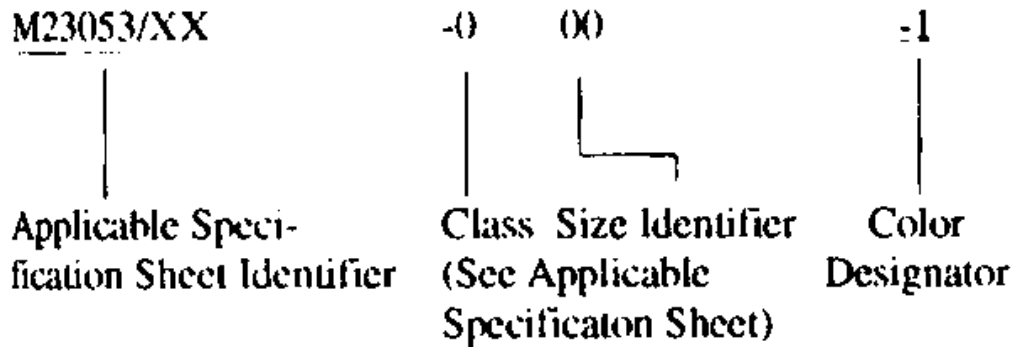 M23053/XX -0 00 -1
Applicable Speci- Class Size Identifier Color
fication Sheet Identifier (See Applicable Designator
Specificaton Sheet)